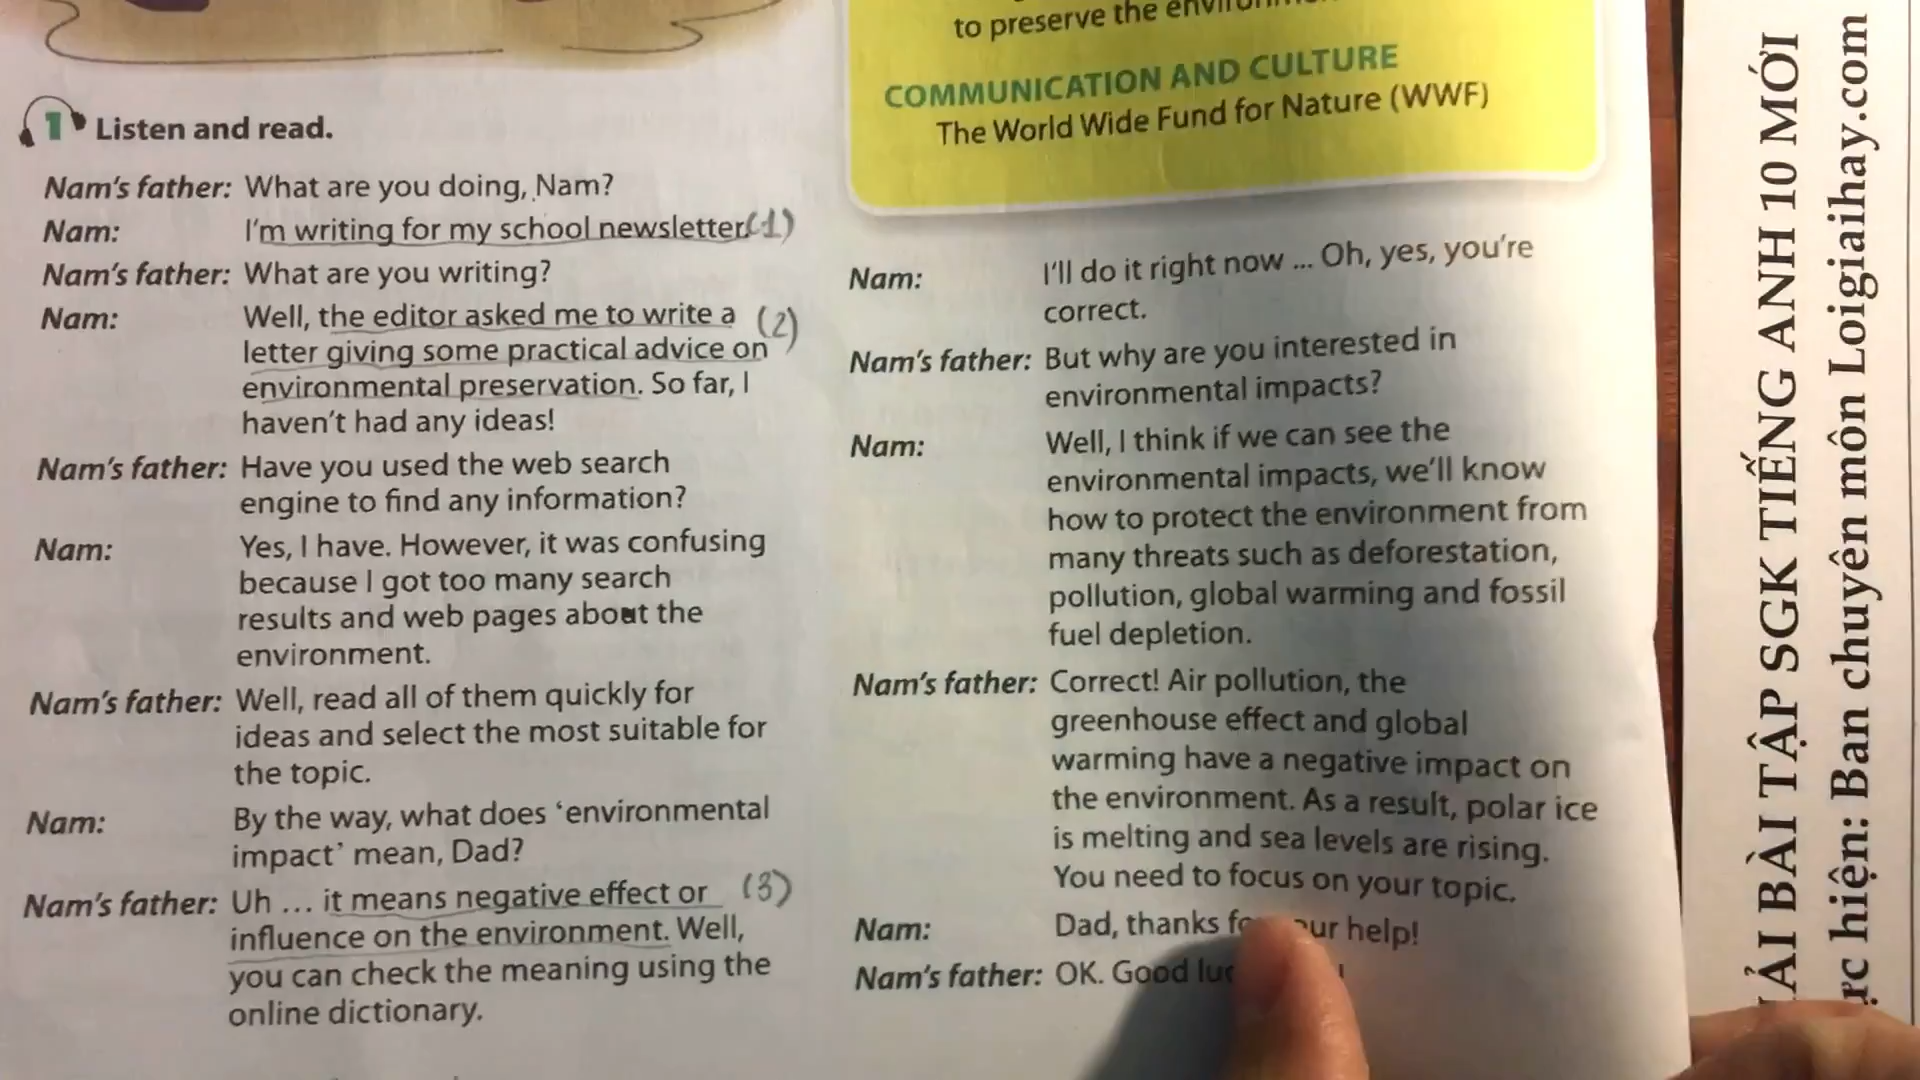 to preserve the
COMMUNICATION AND CULTURE
The World Wide Fund for Nature (WWF)
1 Listen and read.
Nam's father: What are you doing, Nam?
Nam: I'm writing for my school newsletter. (1)
Nam's father: What are you writing?
Nam: Well, the editor asked me to write a (2)
letter giving some practical advice on
environmental preservation. So far, I
haven't had any ideas!
Nam's father: Have you used the web search
engine to find any information?
Nam: Yes, I have. However, it was confusing
because I got too many search
results and web pages about the
environment.
Nam's father: Well, read all of them quickly for
ideas and select the most suitable for
the topic.
Nam: By the way, what does ‘environmental
impact’ mean, Dad?
Nam's father: Uh ... it means negative effect or (3)
influence on the environment. Well,
you can check the meaning using the
online dictionary.
Nam: I'll do it right now ... Oh, yes, you're
correct.
Nam's father: But why are you interested in
environmental impacts?
Nam: Well, I think if we can see the
environmental impacts, we'll know
how to protect the environment from
many threats such as deforestation,
pollution, global warming and fossil
fuel depletion.
Nam's father: Correct! Air pollution, the
greenhouse effect and global
warming have a negative impact on
the environment. As a result, polar ice
is melting and sea levels are rising.
You need to focus on your topic.
Nam: Dad, thanks help!
Nam's father: OK. Good
BÀI TẬP SGK TIẾNG ANH 10 MỚI
hiện: Ban chuyên môn Loigiaihay.com